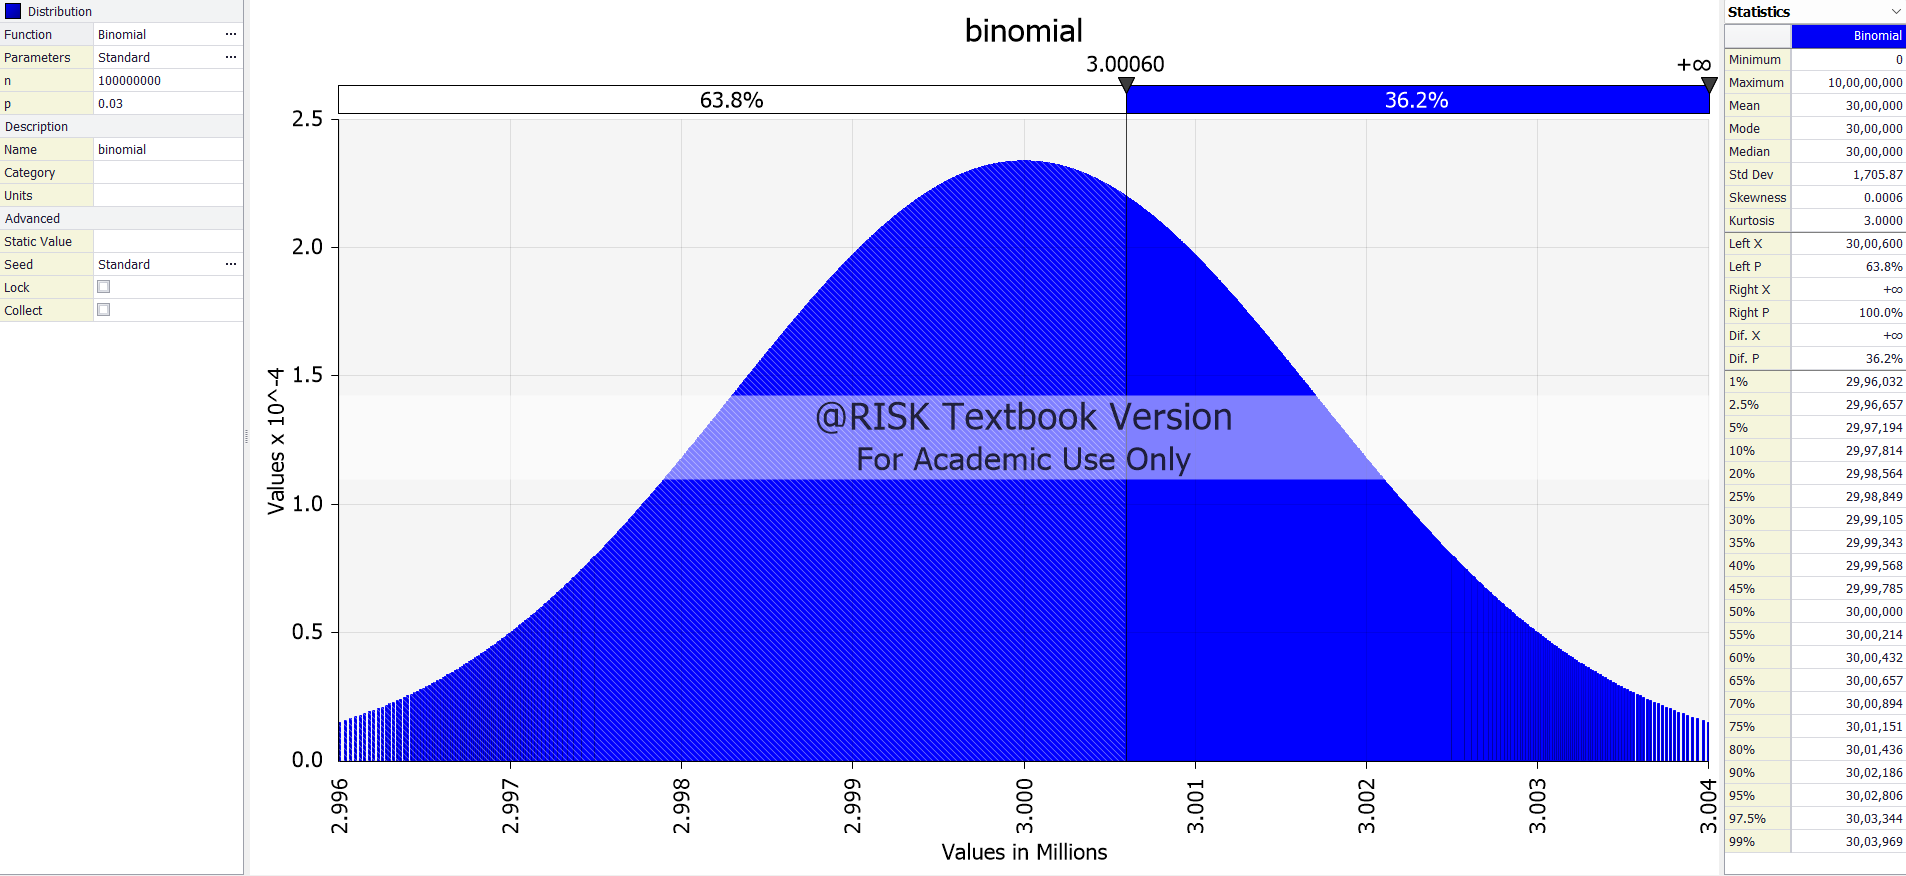 Distribution
Function Binomial ...
Parameters Standard ...
n 100000000
p 0.03
Description
Name binomial
Category
Units
Advanced
Static Value
Seed Standard ...
Lock
Collect
binomial
3.00060 +∞
63.8% 36.2%
2.5
2.0
1.5
1.0
0.5
0.0
Values x 10^-4
@RISK Textbook Version
For Academic Use Only
2.996 2.997 2.998 2.999 3.000 3.001 3.002 3.003 3.004
Values in Millions
Statistics
Binomial
Minimum 0
Maximum 10,00,00,000
Mean 30,00,000
Mode 30,00,000
Median 30,00,000
Std Dev 1,705.87
Skewness 0.0006
Kurtosis 3.0000
Left X 30,00,600
Left P 63.8%
Right X +∞
Right P 100.0%
Dif. X +∞
Dif. P 36.2%
1% 29,96,032
2.5% 29,96,657
5% 29,97,194
10% 29,97,814
20% 29,98,564
25% 29,98,849
30% 29,99,105
35% 29,99,343
40% 29,99,568
45% 29,99,785
50% 30,00,000
55% 30,00,214
60% 30,00,432
65% 30,00,657
70% 30,00,894
75% 30,01,151
80% 30,01,436
90% 30,02,186
95% 30,02,806
97.5% 30,03,344
99% 30,03,969